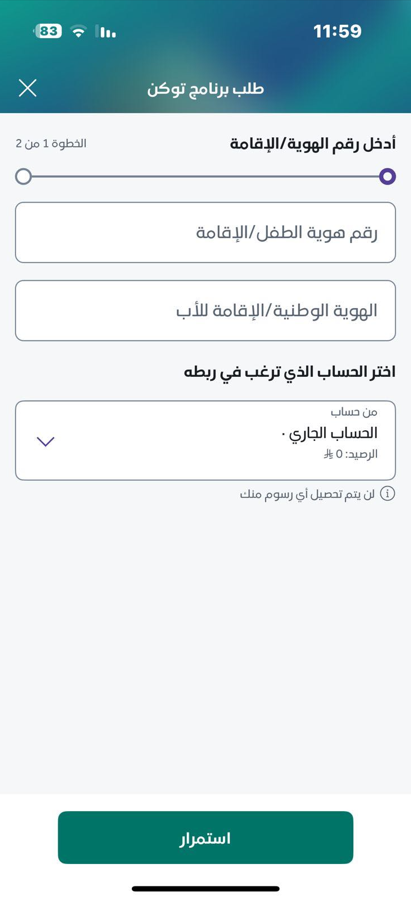 11:59
83
طلب برنامج توكن
أدخل رقم الهوية/الإقامة
الخطوة 1 من 2
رقم هوية الطفل/الإقامة
الهوية الوطنية/الإقامة للأب
اختر الحساب الذي ترغب في ربطه
من حساب
الحساب الجاري ·
الرصيد: 0 ⃁
لن يتم تحصيل أي رسوم منك
استمرار